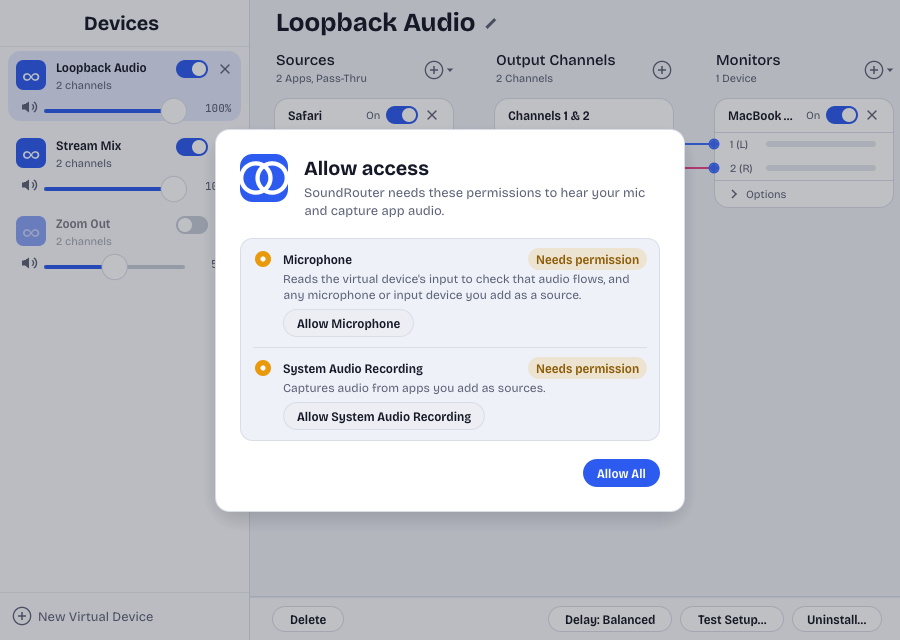 Devices
Loopback Audio
2 channels
100%
Stream Mix
2 channels
Zoom Out
2 channels
New Virtual Device
Loopback Audio
Sources
2 Apps, Pass-Thru
Output Channels
2 Channels
Monitors
1 Device
Safari
On
Channels 1 & 2
MacBook ...
On
1 (L)
2 (R)
Options
Allow access
SoundRouter needs these permissions to hear your mic
and capture app audio.
Microphone
Needs permission
Reads the virtual device's input to check that audio flows, and
any microphone or input device you add as a source.
Allow Microphone
System Audio Recording
Needs permission
Captures audio from apps you add as sources.
Allow System Audio Recording
Allow All
Delete
Delay: Balanced
Test Setup...
Uninstall...